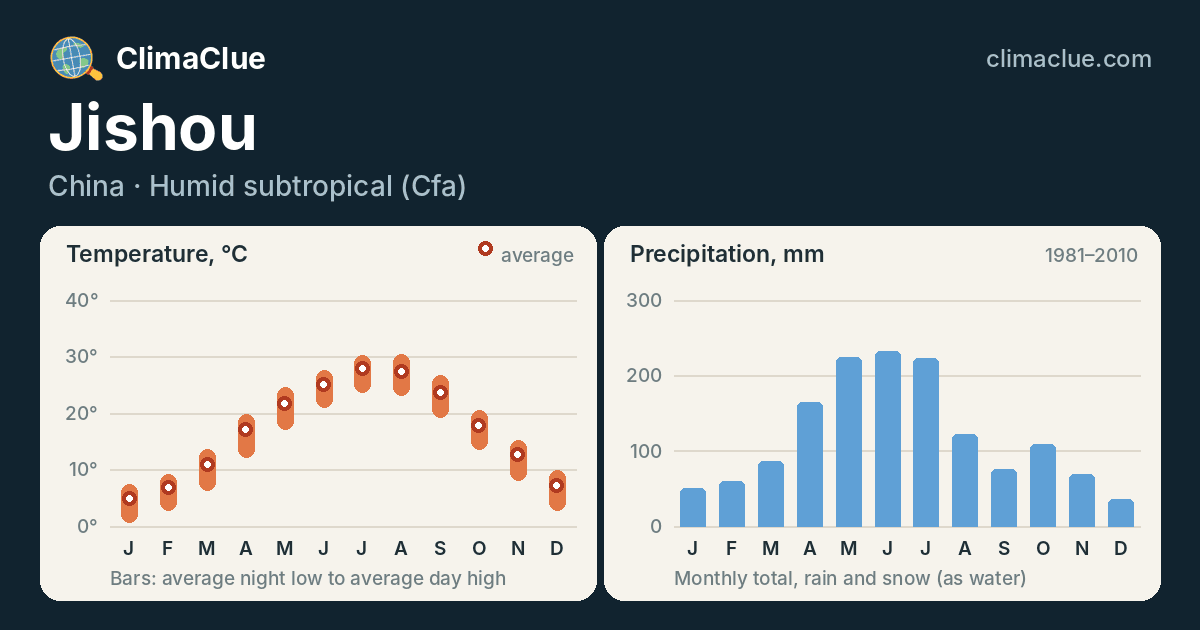 ClimaClue
climaclue.com
Jishou
China · Humid subtropical (Cfa)
Temperature, °C
average
40°
30°
20°
10°
0°
J F M A M J J A S O N D
Bars: average night low to average day high
Precipitation, mm
1981–2010
300
200
100
0
J F M A M J J A S O N D
Monthly total, rain and snow (as water)